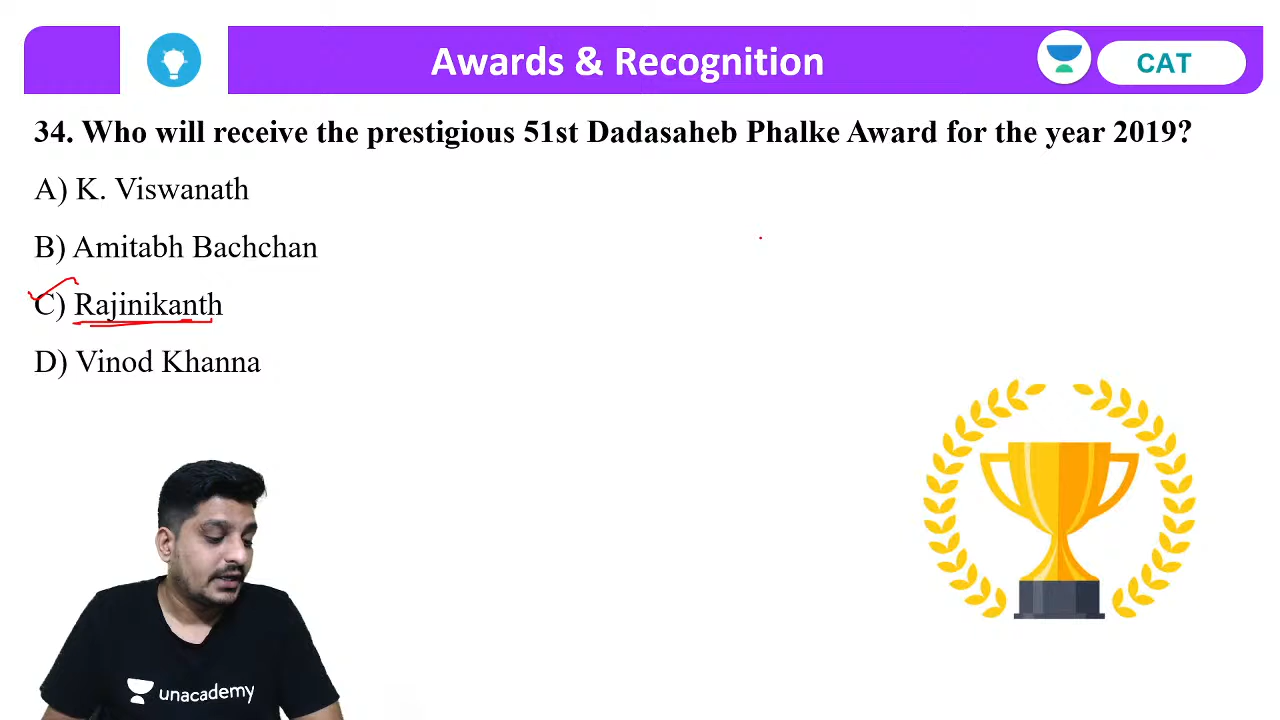 Awards & Recognition
CAT
34. Who will receive the prestigious 51st Dadasaheb Phalke Award for the year 2019?
A) K. Viswanath
B) Amitabh Bachchan
C) Rajinikanth
D) Vinod Khanna
unacademy